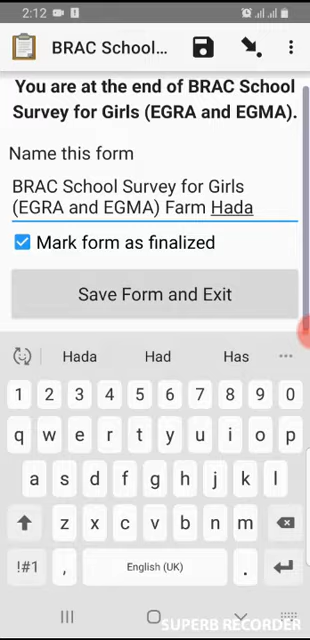 2:12
BRAC School...
You are at the end of BRAC School
Survey for Girls (EGRA and EGMA).
Name this form
BRAC School Survey for Girls
(EGRA and EGMA) Farm Hada
Mark form as finalized
Save Form and Exit
Hada Had Has ...
1 2 3 4 5 6 7 8 9 0
q w e r t y u i o p
a s d f g h j k l
z x c v b n m
!#1 , English (UK) .
SUPERB RECORDER